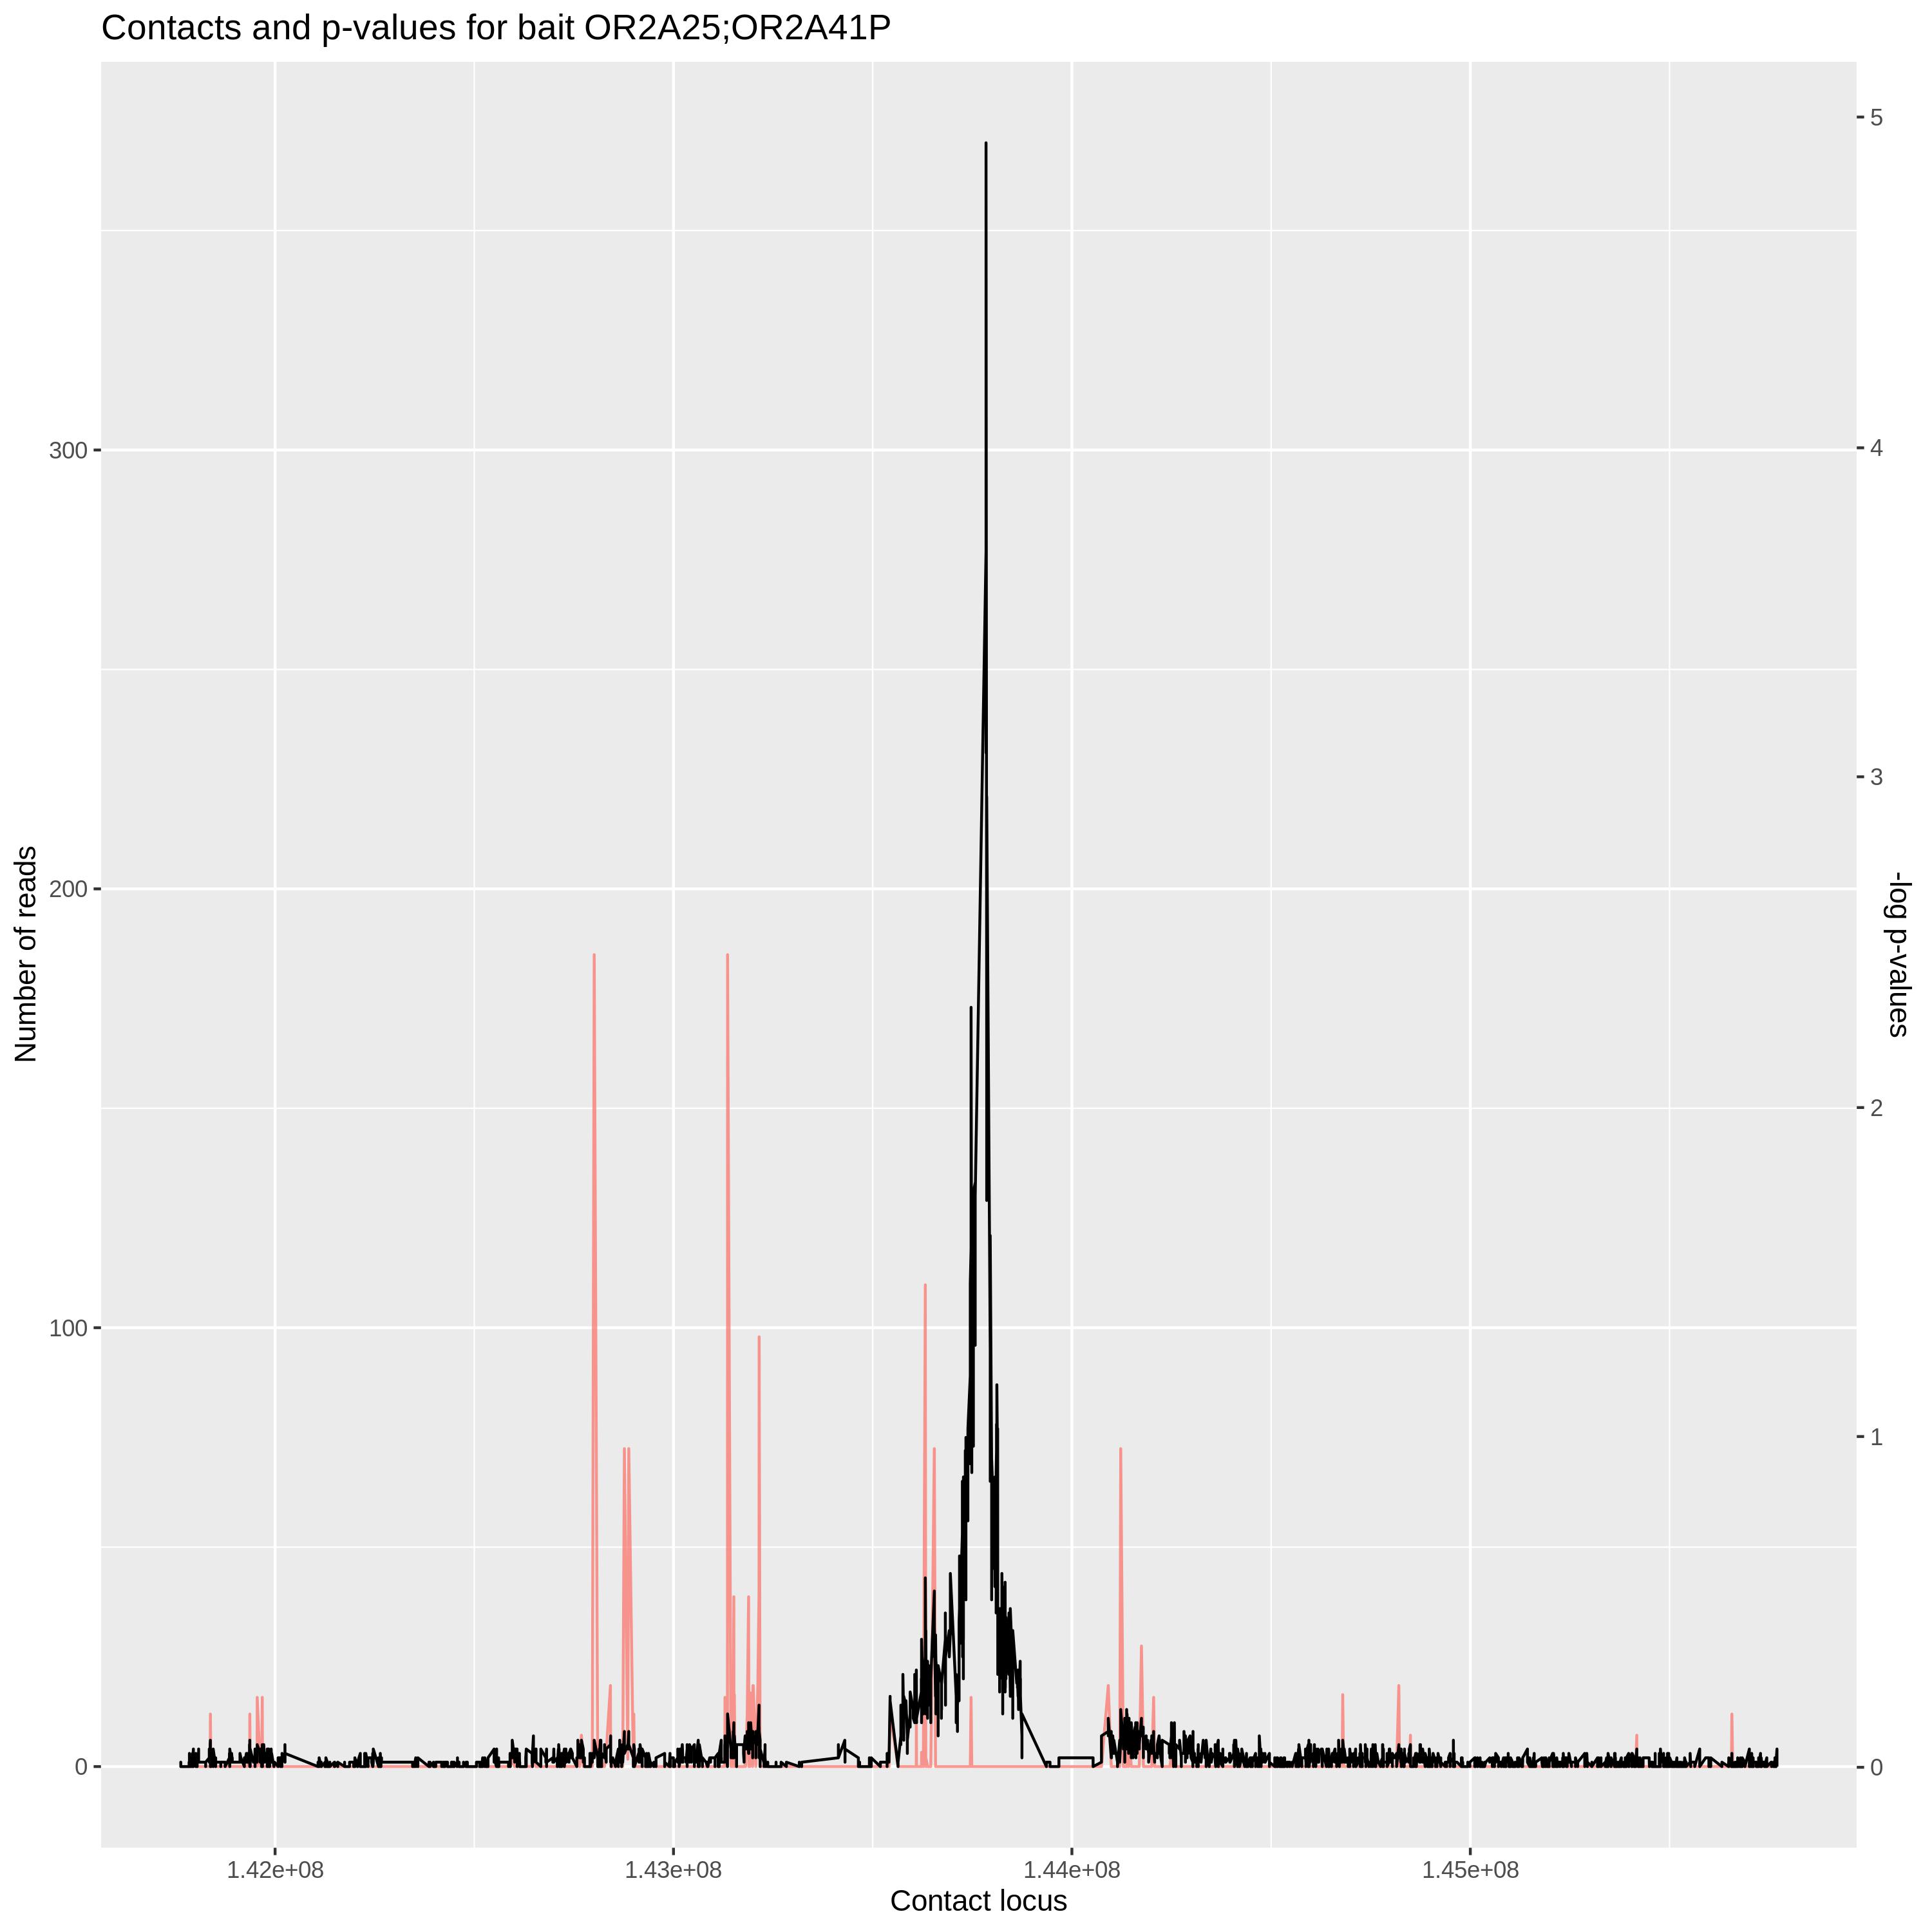 Contacts and p-values for bait OR2A25;OR2A41P
Number of reads
300
200
100
0
5
4
3
2
1
0
-log p-values
1.42e+08
1.43e+08
1.44e+08
1.45e+08
Contact locus